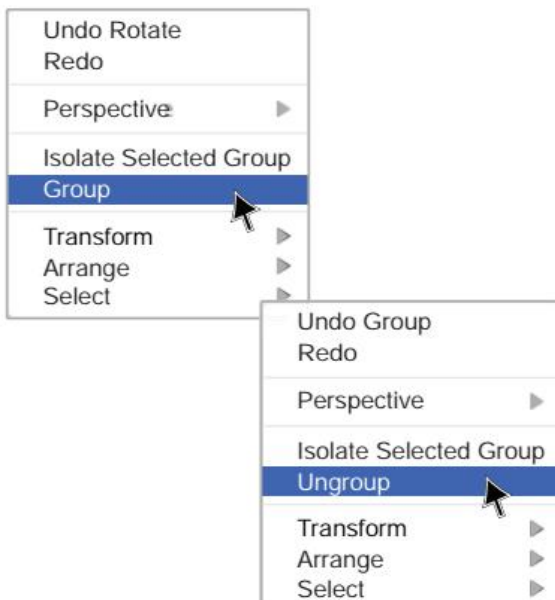 Undo Rotate
Redo
Perspective
Isolate Selected Group
Group
Transform
Arrange
Select
Undo Group
Redo
Perspective
Isolate Selected Group
Ungroup
Transform
Arrange
Select